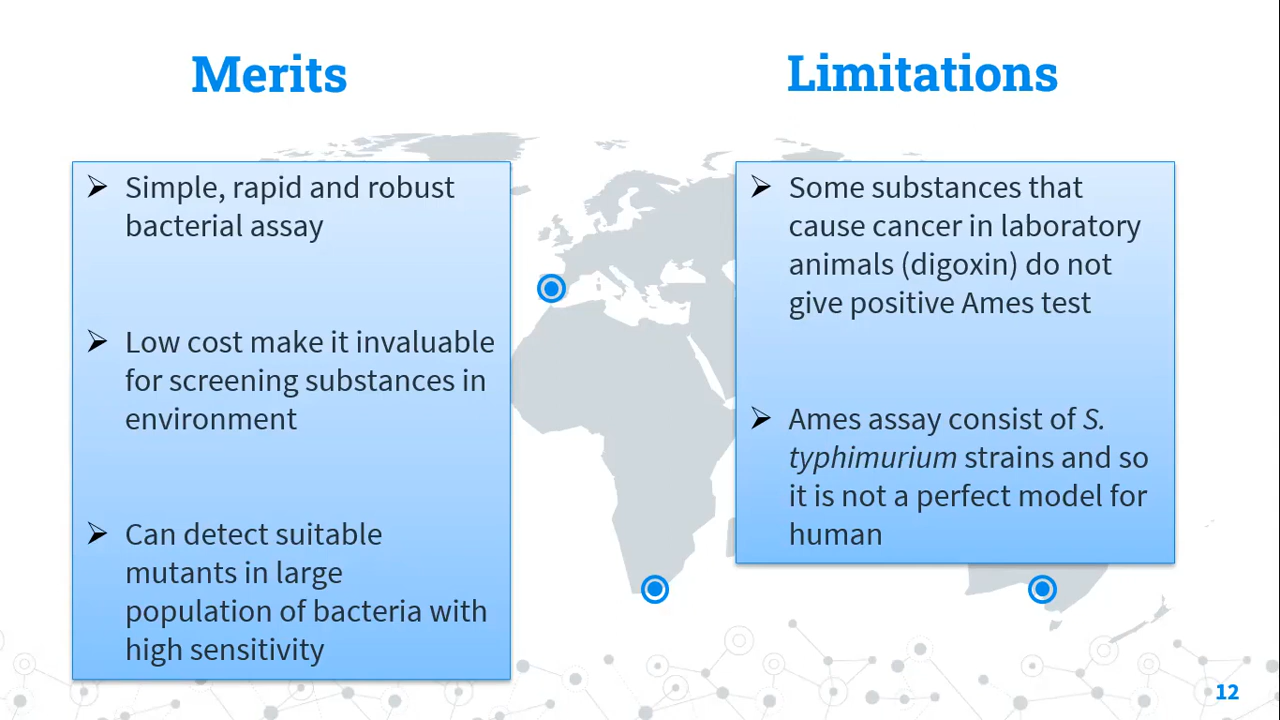 Merits
Simple, rapid and robust
bacterial assay
Low cost make it invaluable
for screening substances in
environment
Can detect suitable
mutants in large
population of bacteria with
high sensitivity
Limitations
Some substances that
cause cancer in laboratory
animals (digoxin) do not
give positive Ames test
Ames assay consist of S.
typhimurium strains and so
it is not a perfect model for
human
12